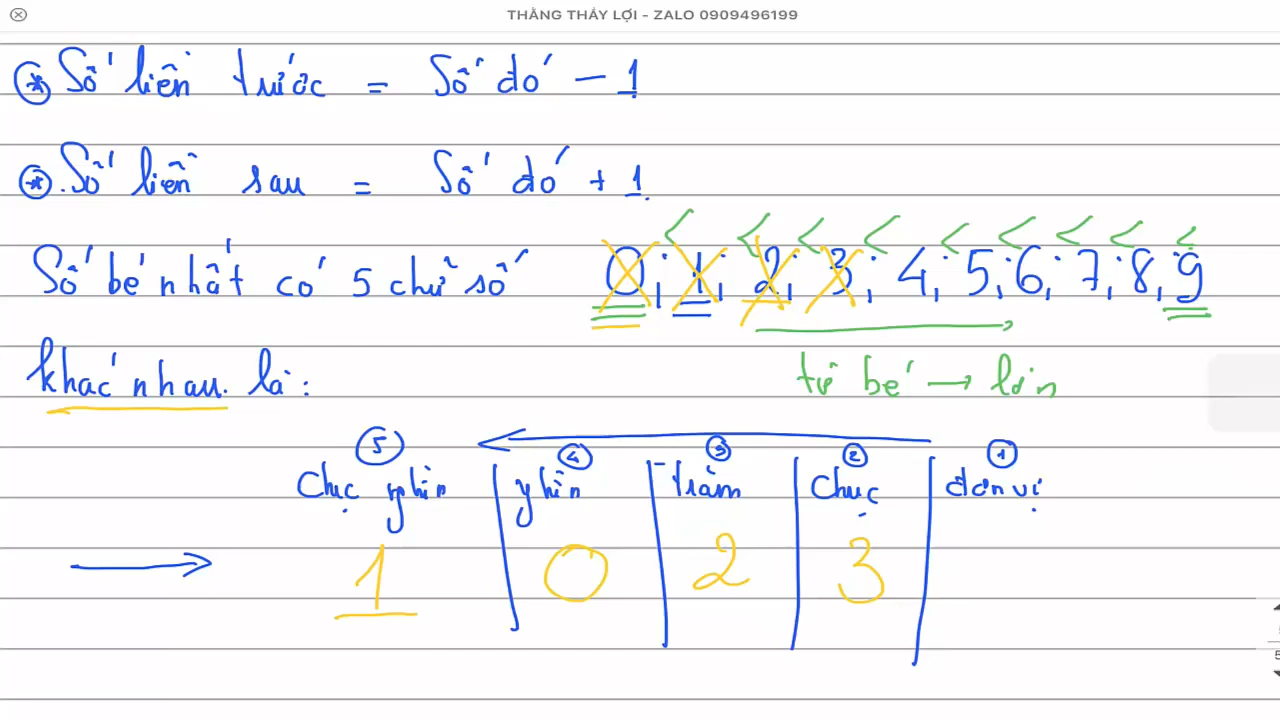 THẮNG THẦY LỢI - ZALO 0909496199
* Số liền trước = Số đó - 1
* Số liền sau = Số đó + 1
< < < < < < < < <
Số bé nhất có 5 chữ số 0; 1; 2; 3; 4; 5; 6; 7; 8; 9
khác nhau là: từ bé → lớn
5 4 3 2 1
Chục nghìn | nghìn | trăm | chục | đơn vị
→ 1 0 2 3